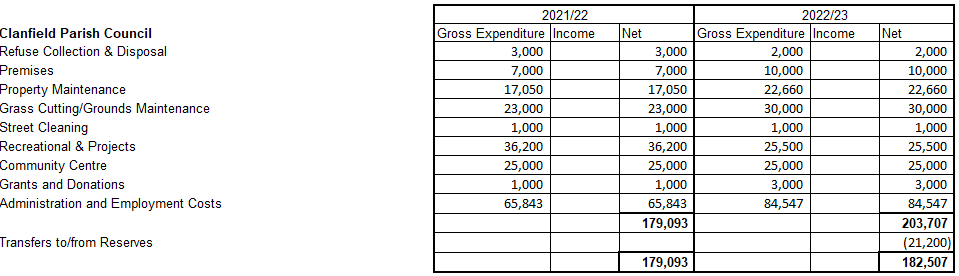 2021/22 2022/23
Clanfield Parish Council Gross Expenditure Income Net Gross Expenditure Income Net
Refuse Collection & Disposal 3,000 3,000 2,000 2,000
Premises 7,000 7,000 10,000 10,000
Property Maintenance 17,050 17,050 22,660 22,660
Grass Cutting/Grounds Maintenance 23,000 23,000 30,000 30,000
Street Cleaning 1,000 1,000 1,000 1,000
Recreational & Projects 36,200 36,200 25,500 25,500
Community Centre 25,000 25,000 25,000 25,000
Grants and Donations 1,000 1,000 3,000 3,000
Administration and Employment Costs 65,843 65,843 84,547 84,547
179,093 203,707
Transfers to/from Reserves (21,200)
179,093 182,507